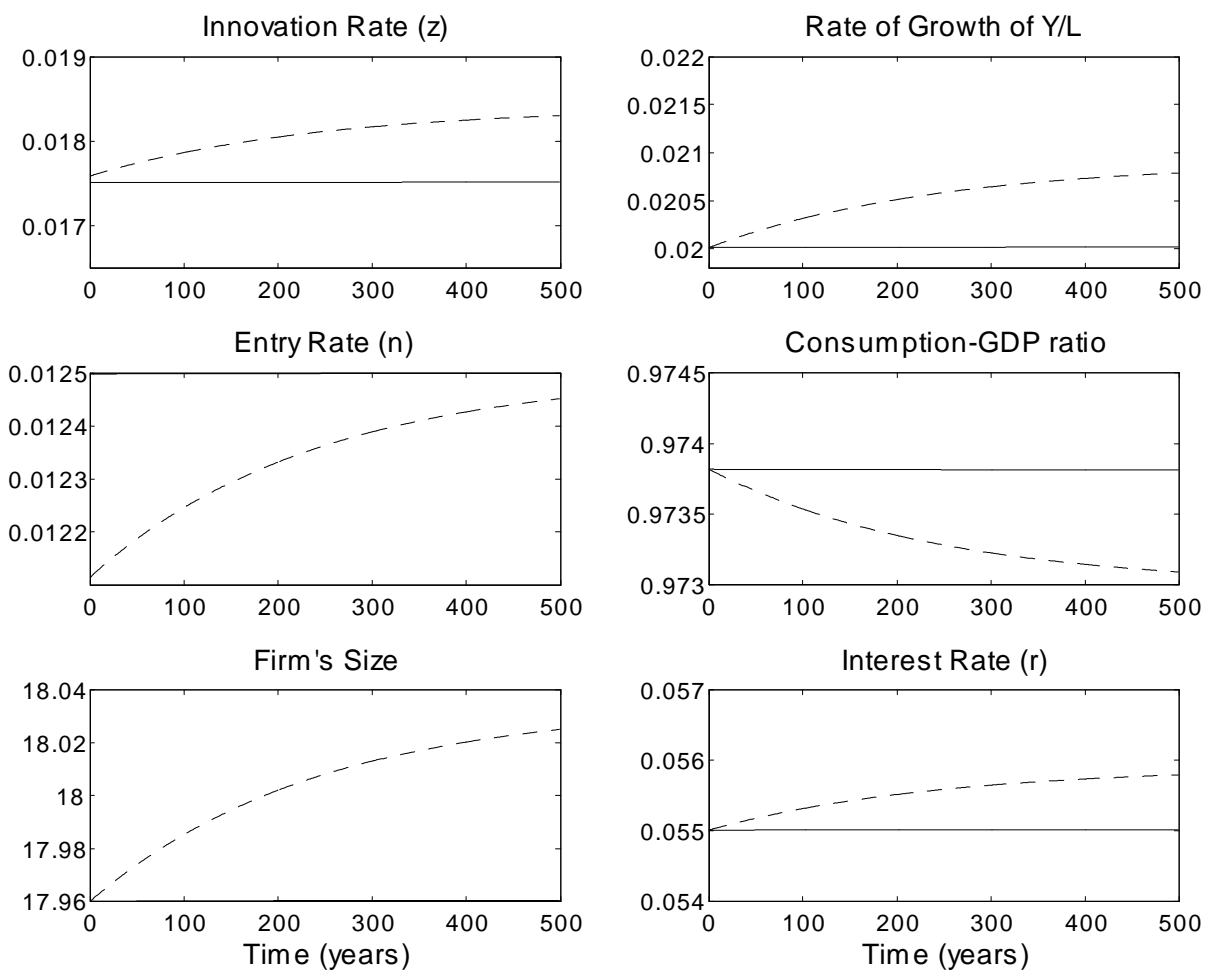 Innovation Rate (z)
0.019
0.018
0.017
0 100 200 300 400 500
Rate of Growth of Y/L
0.022
0.0215
0.021
0.0205
0.02
0 100 200 300 400 500
Entry Rate (n)
0.0125
0.0124
0.0123
0.0122
0 100 200 300 400 500
Consumption-GDP ratio
0.9745
0.974
0.9735
0.973
0 100 200 300 400 500
Firm's Size
18.04
18.02
18
17.98
17.96
0 100 200 300 400 500
Time (years)
Interest Rate (r)
0.057
0.056
0.055
0.054
0 100 200 300 400 500
Time (years)